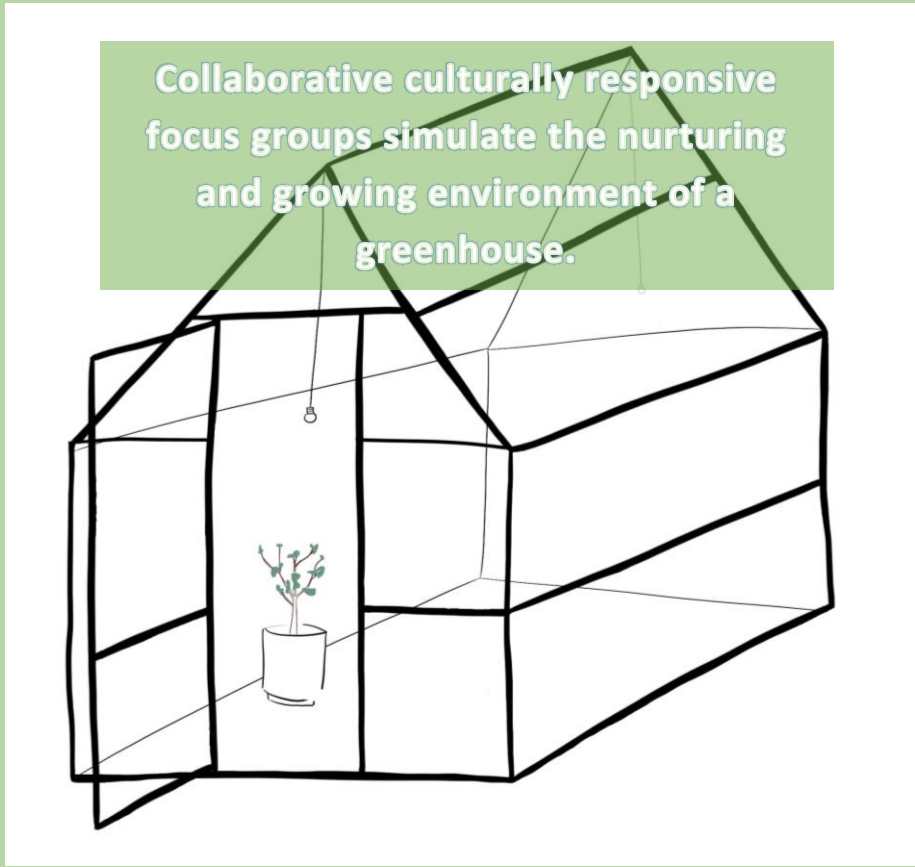 Collaborative culturally responsive
focus groups simulate the nurturing
and growing environment of a
greenhouse.